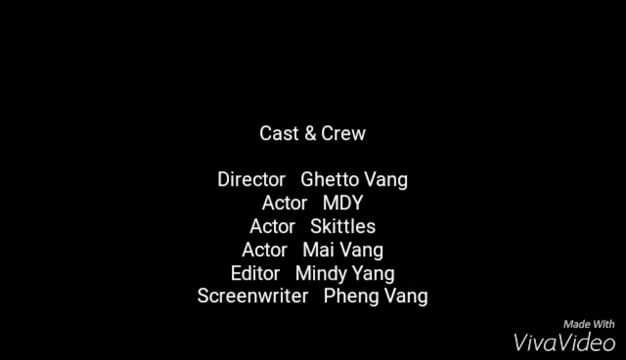 Cast & Crew
Director Ghetto Vang
Actor MDY
Actor Skittles
Actor Mai Vang
Editor Mindy Yang
Screenwriter Pheng Vang
Made With
VivaVideo